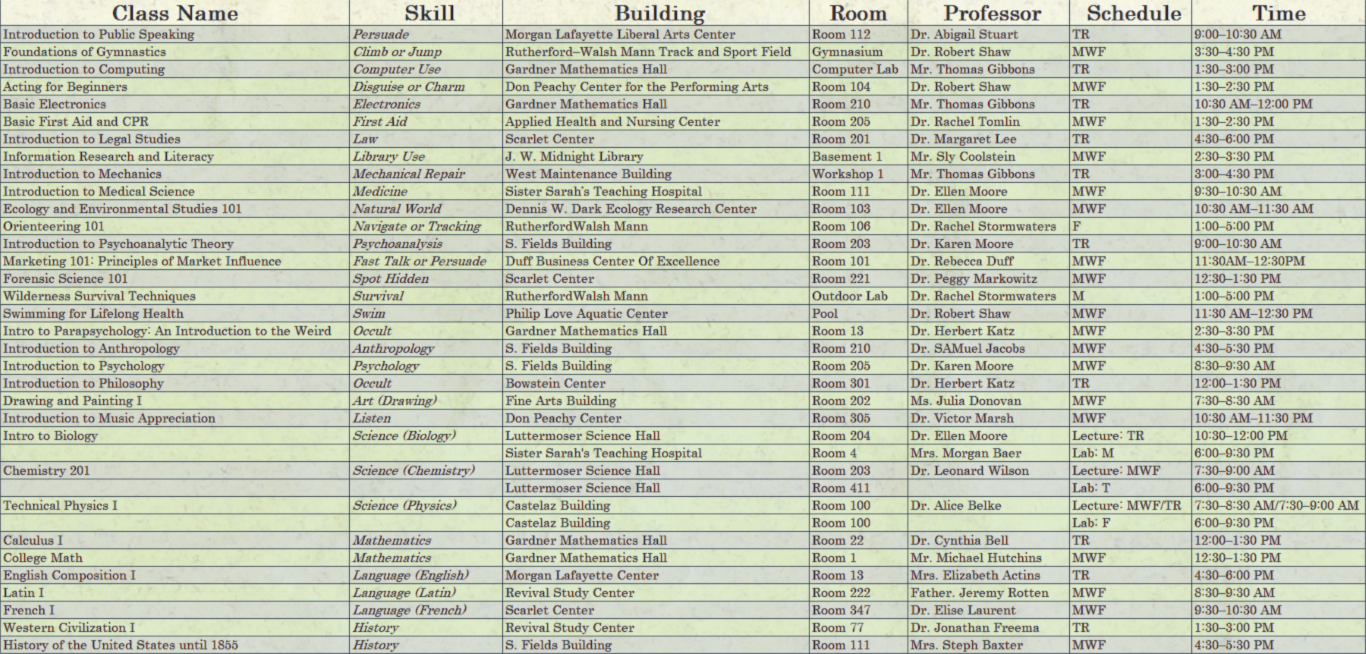 Class Name Skill Building Room Professor Schedule Time
Introduction to Public Speaking Persuade Morgan Lafayette Liberal Arts Center Room 112 Dr. Abigail Stuart TR 9:00–10:30 AM
Foundations of Gymnastics Climb or Jump Rutherford–Walsh Mann Track and Sport Field Gymnasium Dr. Robert Shaw MWF 3:30–4:30 PM
Introduction to Computing Computer Use Gardner Mathematics Hall Computer Lab Mr. Thomas Gibbons TR 1:30–3:00 PM
Acting for Beginners Disguise or Charm Don Peachy Center for the Performing Arts Room 104 Dr. Robert Shaw MWF 1:30–2:30 PM
Basic Electronics Electronics Gardner Mathematics Hall Room 210 Mr. Thomas Gibbons TR 10:30 AM–12:00 PM
Basic First Aid and CPR First Aid Applied Health and Nursing Center Room 205 Dr. Rachel Tomlin MWF 1:30–2:30 PM
Introduction to Legal Studies Law Scarlet Center Room 201 Dr. Margaret Lee TR 4:30–6:00 PM
Information Research and Literacy Library Use J. W. Midnight Library Basement 1 Mr. Sly Coolstein MWF 2:30–3:30 PM
Introduction to Mechanics Mechanical Repair West Maintenance Building Workshop 1 Mr. Thomas Gibbons TR 3:00–4:30 PM
Introduction to Medical Science Medicine Sister Sarah's Teaching Hospital Room 111 Dr. Ellen Moore MWF 9:30–10:30 AM
Ecology and Environmental Studies 101 Natural World Dennis W. Dark Ecology Research Center Room 103 Dr. Ellen Moore MWF 10:30 AM–11:30 AM
Orienteering 101 Navigate or Tracking RutherfordWalsh Mann Room 106 Dr. Rachel Stormwaters F 1:00–5:00 PM
Introduction to Psychoanalytic Theory Psychoanalysis S. Fields Building Room 203 Dr. Karen Moore TR 9:00–10:30 AM
Marketing 101: Principles of Market Influence Fast Talk or Persuade Duff Business Center Of Excellence Room 101 Dr. Rebecca Duff MWF 11:30AM–12:30PM
Forensic Science 101 Spot Hidden Scarlet Center Room 221 Dr. Peggy Markowitz MWF 12:30–1:30 PM
Wilderness Survival Techniques Survival RutherfordWalsh Mann Outdoor Lab Dr. Rachel Stormwaters M 1:00–5:00 PM
Swimming for Lifelong Health Swim Philip Love Aquatic Center Pool Dr. Robert Shaw MWF 11:30 AM–12:30 PM
Intro to Parapsychology: An Introduction to the Weird Occult Gardner Mathematics Hall Room 13 Dr. Herbert Katz MWF 2:30–3:30 PM
Introduction to Anthropology Anthropology S. Fields Building Room 210 Dr. SAMuel Jacobs MWF 4:30–5:30 PM
Introduction to Psychology Psychology S. Fields Building Room 205 Dr. Karen Moore MWF 8:30–9:30 AM
Introduction to Philosophy Occult Bowstein Center Room 301 Dr. Herbert Katz TR 12:00–1:30 PM
Drawing and Painting I Art (Drawing) Fine Arts Building Room 202 Ms. Julia Donovan MWF 7:30–8:30 AM
Introduction to Music Appreciation Listen Don Peachy Center Room 305 Dr. Victor Marsh MWF 10:30 AM–11:30 PM
Intro to Biology Science (Biology) Luttermoser Science Hall Room 204 Dr. Ellen Moore Lecture: TR 10:30–12:00 PM
Sister Sarah's Teaching Hospital Room 4 Mrs. Morgan Baer Lab: M 6:00–9:30 PM
Chemistry 201 Science (Chemistry) Luttermoser Science Hall Room 203 Dr. Leonard Wilson Lecture: MWF 7:30–9:00 AM
Luttermoser Science Hall Room 411 Lab: T 6:00–9:30 PM
Technical Physics I Science (Physics) Castelaz Building Room 100 Dr. Alice Belke Lecture: MWF/TR 7:30–8:30 AM/7:30–9:00 AM
Castelaz Building Room 100 Lab: F 6:00–9:30 PM
Calculus I Mathematics Gardner Mathematics Hall Room 22 Dr. Cynthia Bell TR 12:00–1:30 PM
College Math Mathematics Gardner Mathematics Hall Room 1 Mr. Michael Hutchins MWF 12:30–1:30 PM
English Composition I Language (English) Morgan Lafayette Center Room 13 Mrs. Elizabeth Actins TR 4:30–6:00 PM
Latin I Language (Latin) Revival Study Center Room 222 Father. Jeremy Rotten MWF 8:30–9:30 AM
French I Language (French) Scarlet Center Room 347 Dr. Elise Laurent MWF 9:30–10:30 AM
Western Civilization I History Revival Study Center Room 77 Dr. Jonathan Freema TR 1:30–3:00 PM
History of the United States until 1855 History S. Fields Building Room 111 Mrs. Steph Baxter MWF 4:30–5:30 PM